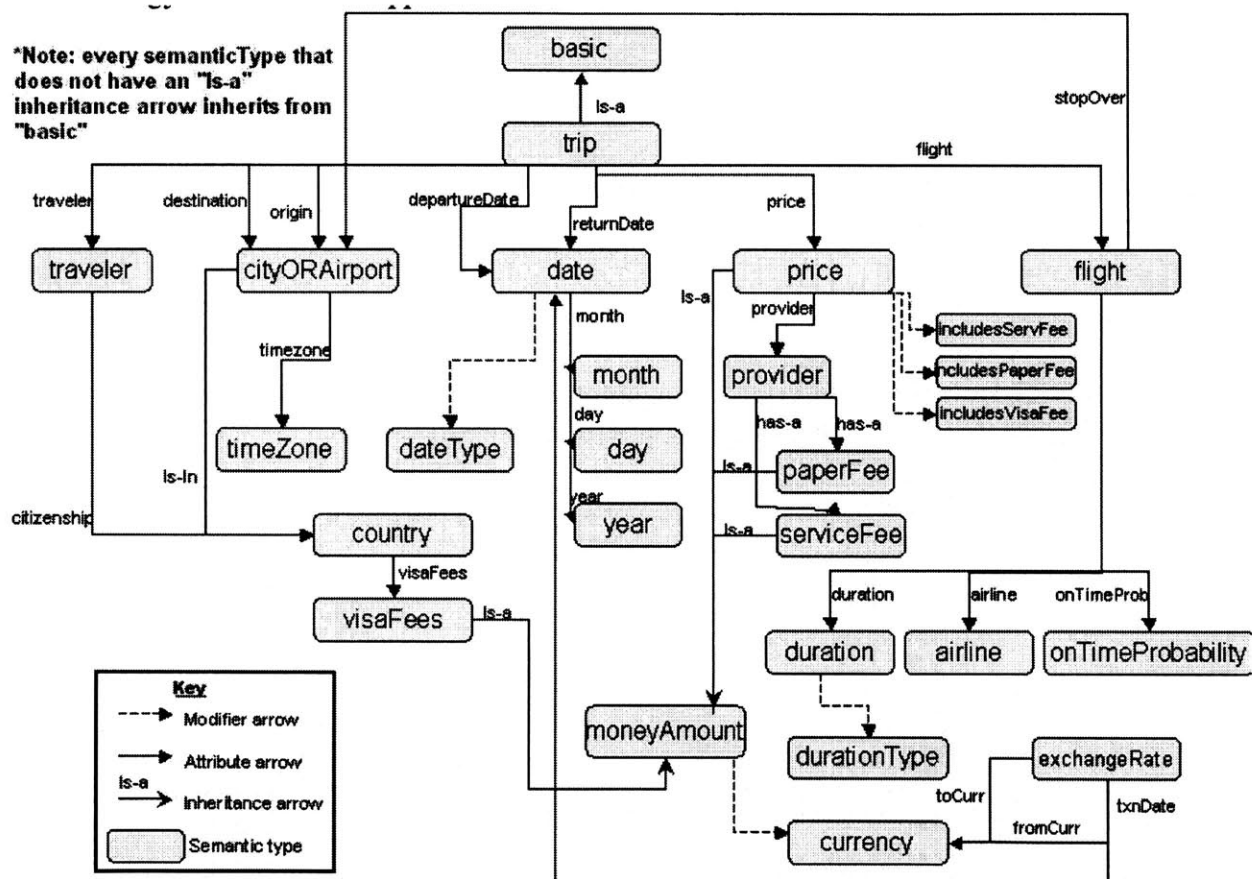 *Note: every semanticType that
does not have an "Is-a"
inheritance arrow inherits from
"basic"
basic
Is-a
stopOver
trip
flight
traveler
destination
origin
departureDate
returnDate
price
traveler
cityORAirport
date
price
flight
Is-a
provider
month
timezone
includesServFee
includesPaperFee
includesVisaFee
month
provider
day
has-a
has-a
timeZone
dateType
day
Is-In
Is-a
paperFee
year
year
citizenship
country
Is-a
serviceFee
visaFees
visaFees
Is-a
duration
airline
onTimeProb
duration
airline
onTimeProbability
Key
Modifier arrow
Attribute arrow
Is-a
Inheritance arrow
Semantic type
moneyAmount
durationType
exchangeRate
toCurr
txnDate
fromCurr
currency